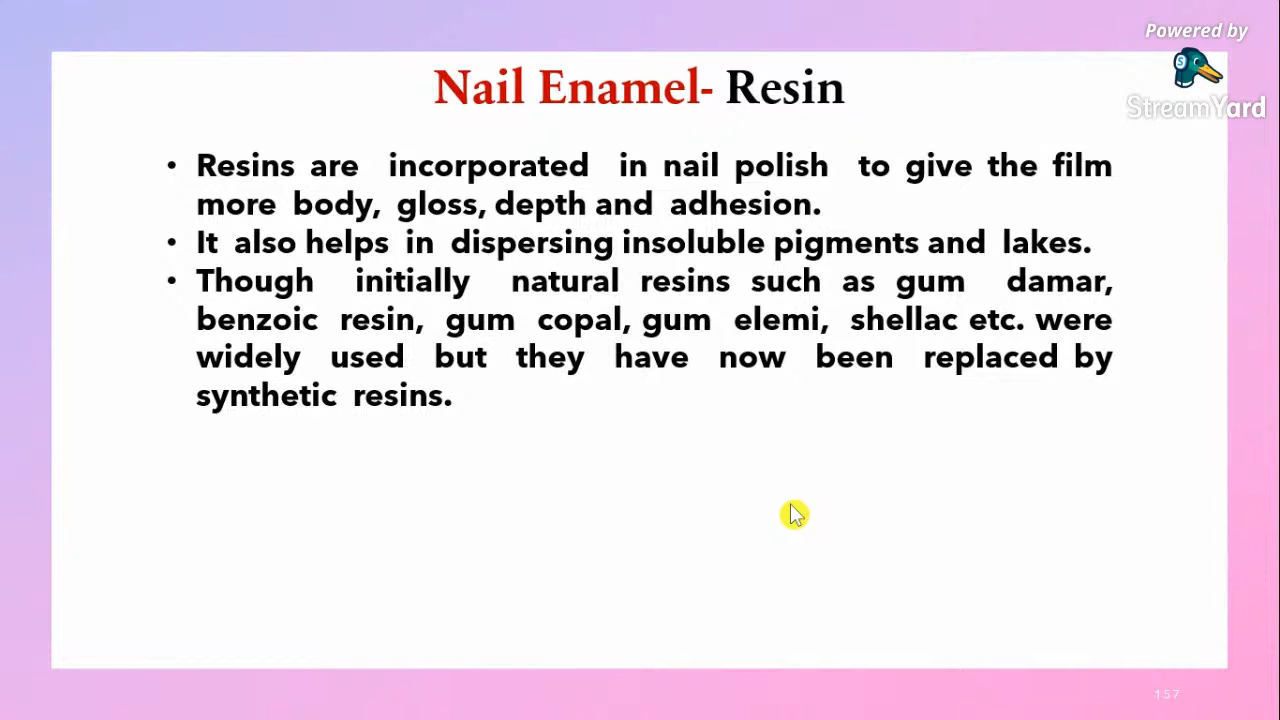 Powered by
StreamYard
Nail Enamel- Resin
• Resins are incorporated in nail polish to give the film
more body, gloss, depth and adhesion.
• It also helps in dispersing insoluble pigments and lakes.
• Though initially natural resins such as gum damar,
benzoic resin, gum copal, gum elemi, shellac etc. were
widely used but they have now been replaced by
synthetic resins.
157